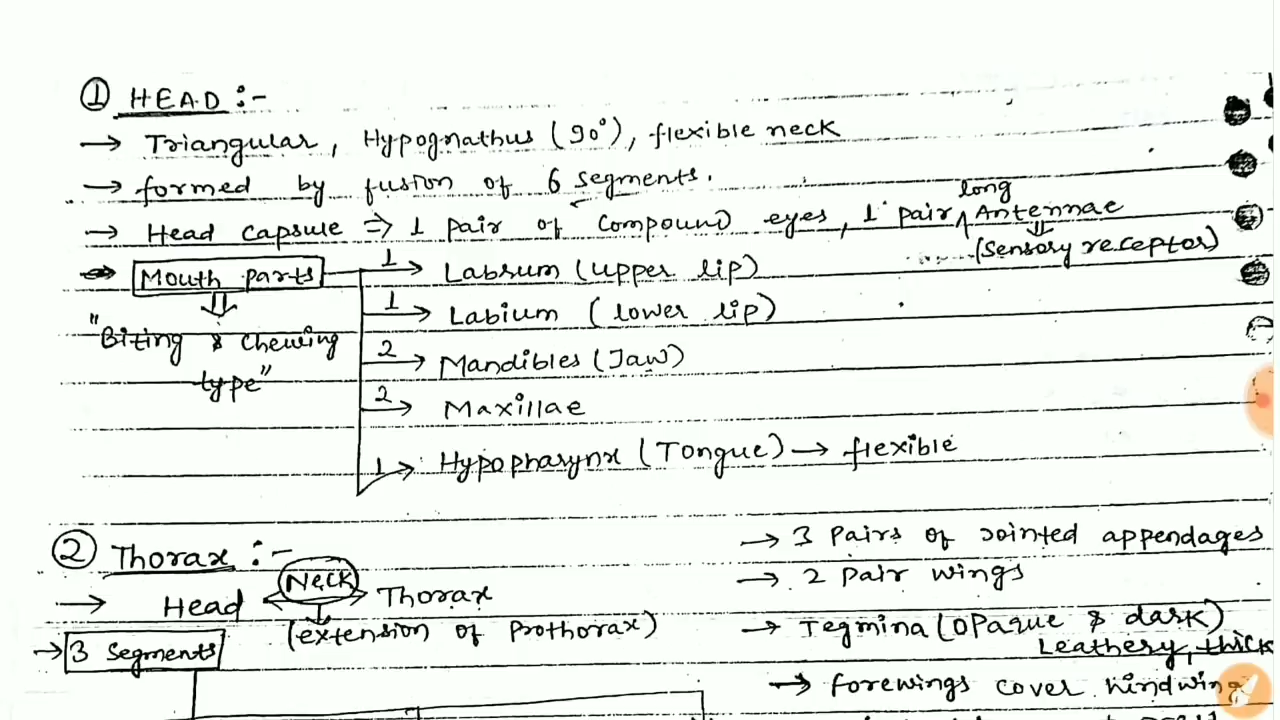 ① HEAD :-
→ Triangular, Hypognathus (90°), flexible neck
→ formed by fusion of 6 segments.
→ Head capsule ⇒ 1 pair of compound eyes, 1 pair long Antennae
(Sensory receptor)
→ Mouth parts
"Biting & chewing type"
1 → Labrum (upper lip)
1 → Labium (lower lip)
2 → Mandibles (Jaw)
2 → Maxillae
1 → Hypopharynx (Tongue) → flexible
② Thorax :-
→ Head ← Neck → Thorax
(extension of Prothorax)
→ 3 segments
→ 3 Pairs of Jointed appendages
→ 2 Pair wings
→ Tegmina (opaque & dark)
Leathery, thick
→ forewings cover hindwing